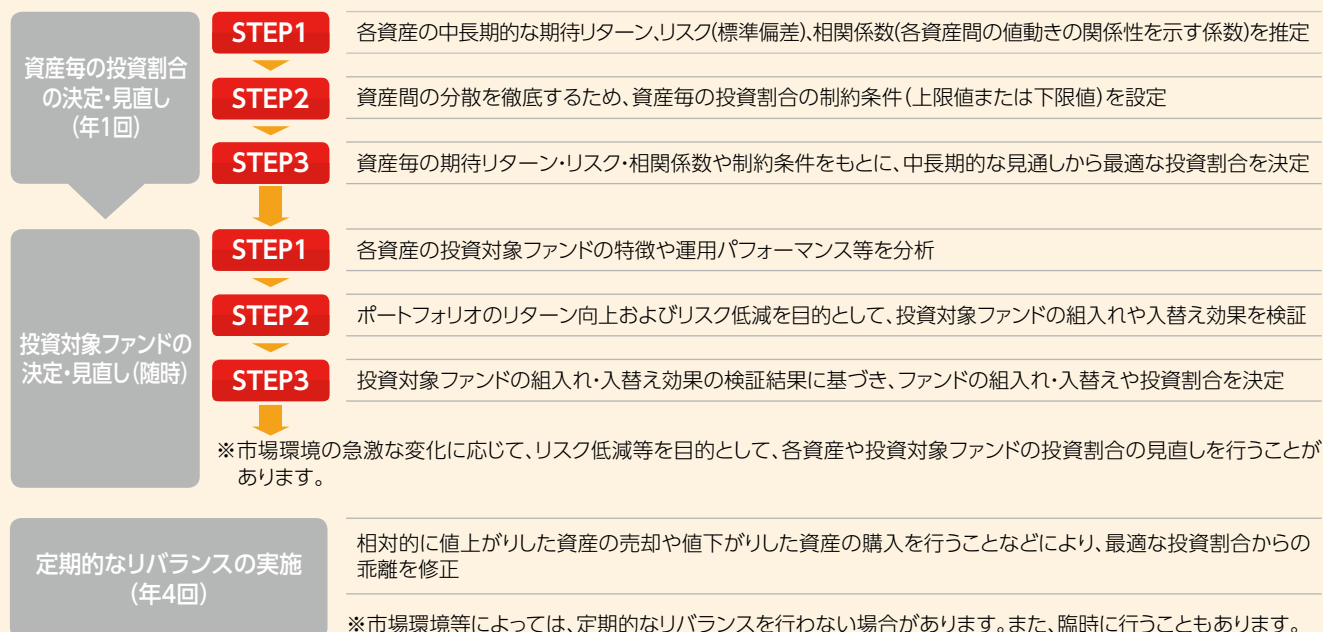 資産毎の投資割合
の決定・見直し
(年1回)
STEP1
各資産の中長期的な期待リターン、リスク(標準偏差)、相関係数(各資産間の値動きの関係性を示す係数)を推定
STEP2
資産間の分散を徹底するため、資産毎の投資割合の制約条件(上限値または下限値)を設定
STEP3
資産毎の期待リターン・リスク・相関係数や制約条件をもとに、中長期的な見通しから最適な投資割合を決定
投資対象ファンドの
決定・見直し(随時)
STEP1
各資産の投資対象ファンドの特徴や運用パフォーマンス等を分析
STEP2
ポートフォリオのリターン向上およびリスク低減を目的として、投資対象ファンドの組入れや入替え効果を検証
STEP3
投資対象ファンドの組入れ・入替え効果の検証結果に基づき、ファンドの組入れ・入替えや投資割合を決定
※市場環境の急激な変化に応じて、リスク低減等を目的として、各資産や投資対象ファンドの投資割合の見直しを行うことが
あります。
定期的なリバランスの実施
(年4回)
相対的に値上がりした資産の売却や値下がりした資産の購入を行うことなどにより、最適な投資割合からの
乖離を修正
※市場環境等によっては、定期的なリバランスを行わない場合があります。また、臨時に行うこともあります。